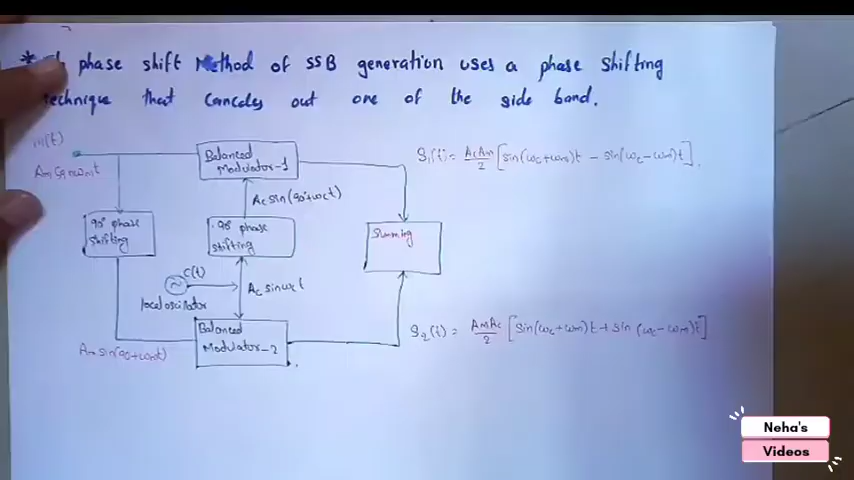 phase shift Method of SSB generation uses a phase shifting
technique that Canceles out one of the side band.
m(t)
Am sin ωmt
Balanced
Modulator-1
S₁(t) = AcAm/2 [sin(ωc+ωm)t - sin(ωc-ωm)t].
Ac sin(90°+ωct)
90° phase
shifting
90° phase
shifting
Summing
C(t)
Ac sinωct
local oscillator
Balanced
Modulator-2
S₂(t) = AmAc/2 [sin(ωc+ωm)t + sin(ωc-ωm)t]
Am sin(90+ωmt)
Neha's
Videos